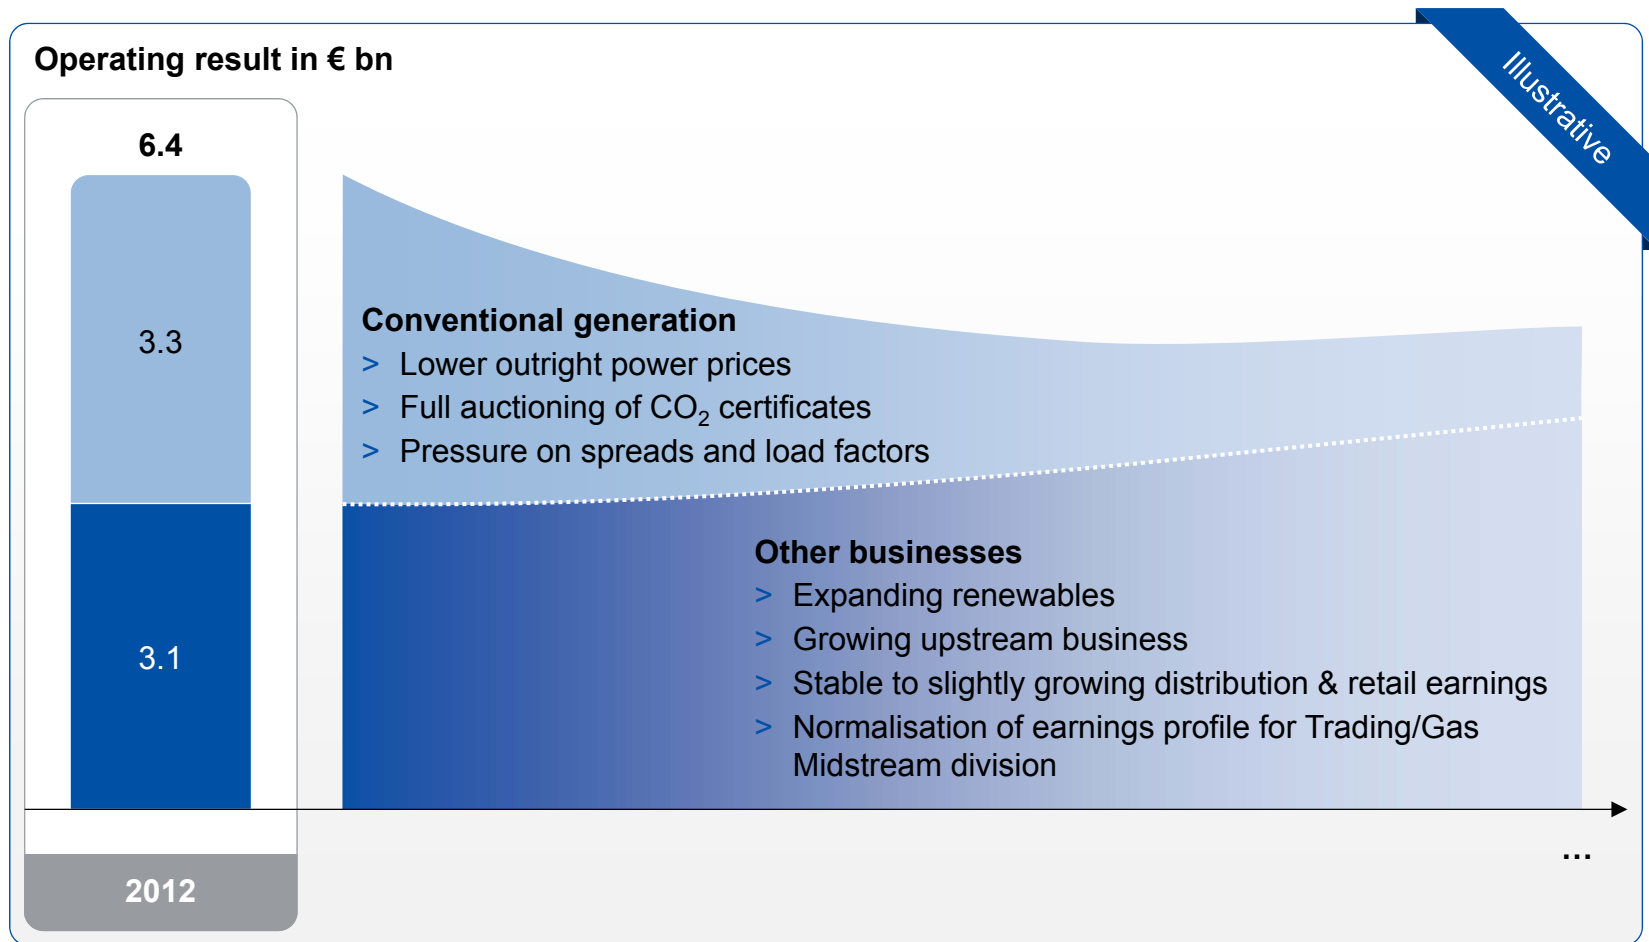 Operating result in € bn
Illustrative
6.4
3.3
3.1
2012
Conventional generation
> Lower outright power prices
> Full auctioning of CO₂ certificates
> Pressure on spreads and load factors
Other businesses
> Expanding renewables
> Growing upstream business
> Stable to slightly growing distribution & retail earnings
> Normalisation of earnings profile for Trading/Gas
Midstream division
...